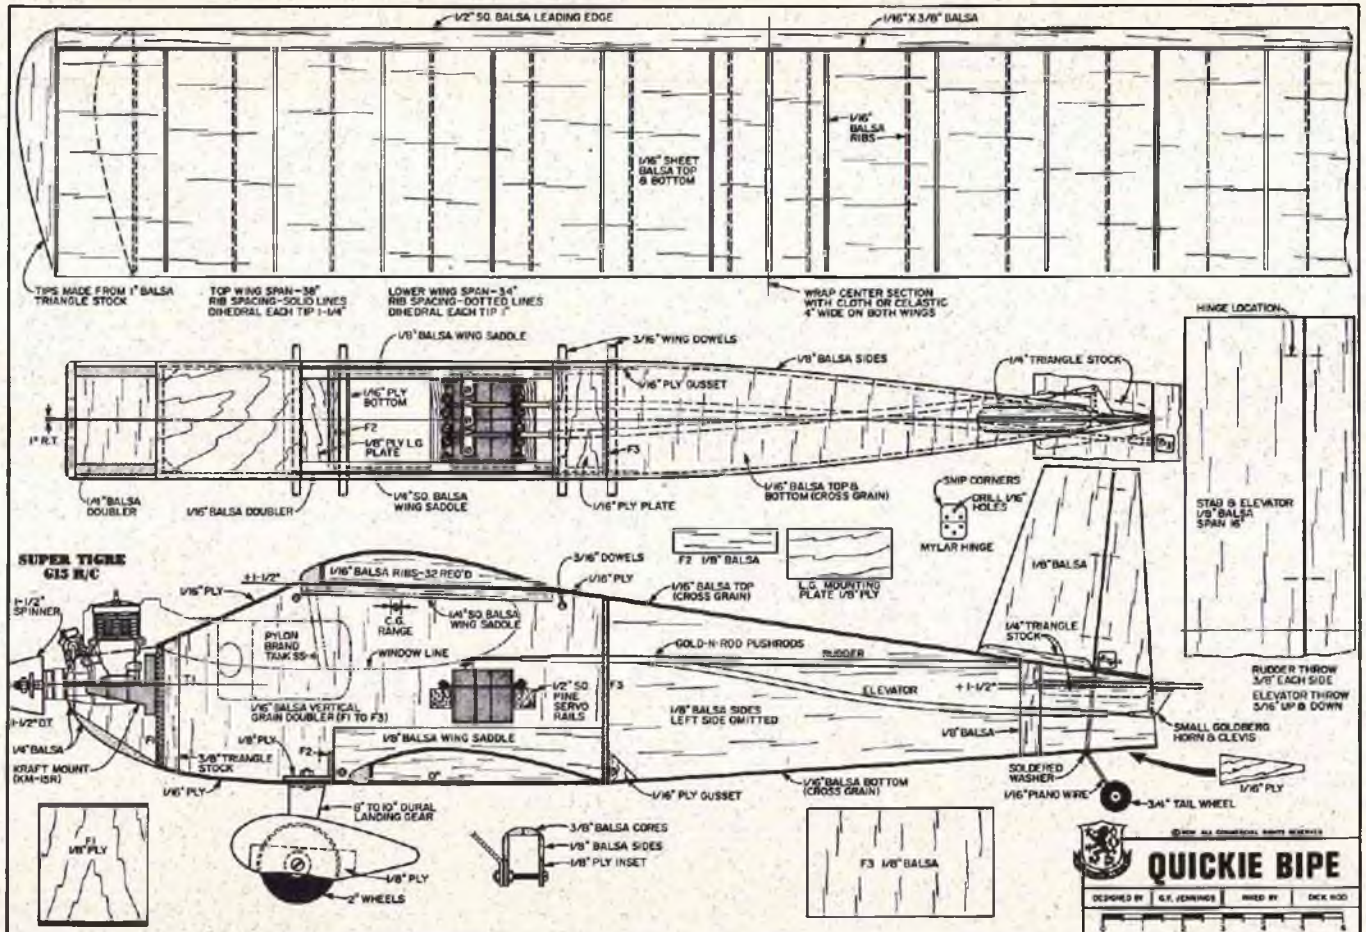 1/2" SQ. BALSA LEADING EDGE
1/16" X 3/8" BALSA
1/16"
BALSA
RIBS
1/16" SHEET
BALSA TOP
& BOTTOM
TIPS MADE FROM 1" BALSA
TRIANGLE STOCK
TOP WING SPAN-38"
RIB SPACING-SOLID LINES
DIHEDRAL EACH TIP 1-1/4"
LOWER WING SPAN-34"
RIB SPACING-DOTTED LINES
DIHEDRAL EACH TIP 1"
WRAP CENTER SECTION
WITH CLOTH OR CELASTIC
4" WIDE ON BOTH WINGS
HINGE LOCATION
1/8" BALSA WING SADDLE
3/16" WING DOWELS
1/8" BALSA SIDES
1/4" TRIANGLE STOCK
1/16" PLY GUSSET
1/16" PLY
BOTTOM
F2
1/8" PLY L.G.
PLATE
1° R.T.
F3
1/4" BALSA
DOUBLER
1/16" BALSA DOUBLER
1/4" SQ. BALSA
WING SADDLE
1/16" PLY PLATE
1/16" BALSA TOP &
BOTTOM (CROSS GRAIN)
SNIP CORNERS
DRILL 1/16"
HOLES
MYLAR HINGE
STAB & ELEVATOR
1/8" BALSA
SPAN 16"
F2 1/8" BALSA
L.G. MOUNTING
PLATE 1/8" PLY
SUPER TIGRE
G15 R/C
1-1/2"
SPINNER
1/16" PLY
+1-1/2°
1/16" BALSA RIBS-32 REQ'D
3/16" DOWELS
1/16" PLY
1/16" BALSA TOP
(CROSS GRAIN)
1/8" BALSA
C.G.
RANGE
1/4" SQ. BALSA
WING SADDLE
PYLON
BRAND
TANK SS-4
WINDOW LINE
GOLD-N-ROD PUSHRODS
RUDDER
1/4" TRIANGLE
STOCK
ELEVATOR
+1-1/2°
1/2" SQ.
PINE
SERVO
RAILS
F3
1/8" BALSA SIDES
LEFT SIDE OMITTED
1/8" BALSA
RUDDER THROW
3/8" EACH SIDE
ELEVATOR THROW
5/16" UP & DOWN
SMALL GOLDBERG
HORN & CLEVIS
1-1/2° D.T.
1/4" BALSA
KRAFT MOUNT
(KM-15R)
F1
1/16" BALSA VERTICAL
GRAIN DOUBLER (F1 TO F3)
3/8" TRIANGLE
STOCK
1/16" PLY
1/8" PLY
F2
1/8" BALSA WING SADDLE
0°
1/16" PLY GUSSET
1/16" BALSA BOTTOM
(CROSS GRAIN)
SOLDERED
WASHER
1/16" PIANO WIRE
3/4" TAIL WHEEL
1/16" PLY
F1
1/8" PLY
8" TO 10" DURAL
LANDING GEAR
1/8" PLY
2" WHEELS
3/8" BALSA CORES
1/8" BALSA SIDES
1/8" PLY INSET
F3 1/8" BALSA
ALL COMMERCIAL RIGHTS RESERVED
QUICKIE BIPE
DESIGNED BY G.F. JENNINGS INKED BY DICK